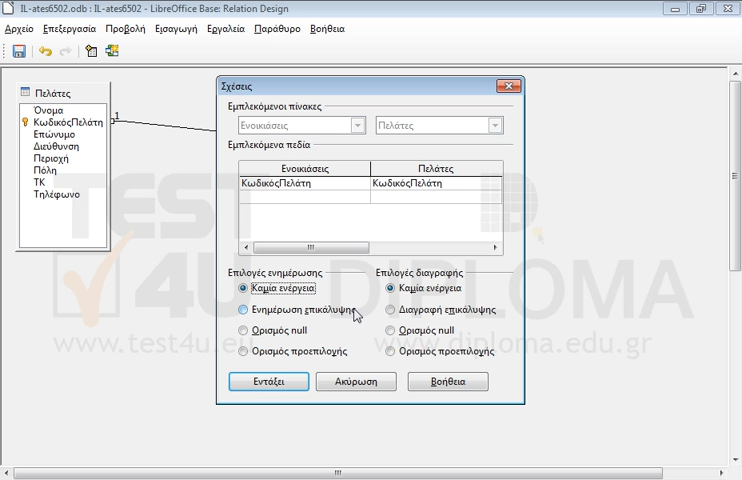 IL-ates6502.odb : IL-ates6502 - LibreOffice Base: Relation Design
Αρχείο Επεξεργασία Προβολή Εισαγωγή Εργαλεία Παράθυρο Βοήθεια
Πελάτες
Όνομα
ΚωδικόςΠελάτη
Επώνυμο
Διεύθυνση
Περιοχή
Πόλη
ΤΚ
Τηλέφωνο
1
Σχέσεις
Εμπλεκόμενοι πίνακες
Ενοικιάσεις Πελάτες
Εμπλεκόμενα πεδία
Ενοικιάσεις Πελάτες
ΚωδικόςΠελάτη ΚωδικόςΠελάτη
Επιλογές ενημέρωσης Επιλογές διαγραφής
Καμία ενέργεια Καμία ενέργεια
Ενημέρωση επικάλυψης Διαγραφή επικάλυψης
Ορισμός null Ορισμός null
Ορισμός προεπιλογής Ορισμός προεπιλογής
Εντάξει Ακύρωση Βοήθεια
TEST4U DIPLOMA
www.test4u.eu www.diploma.edu.gr